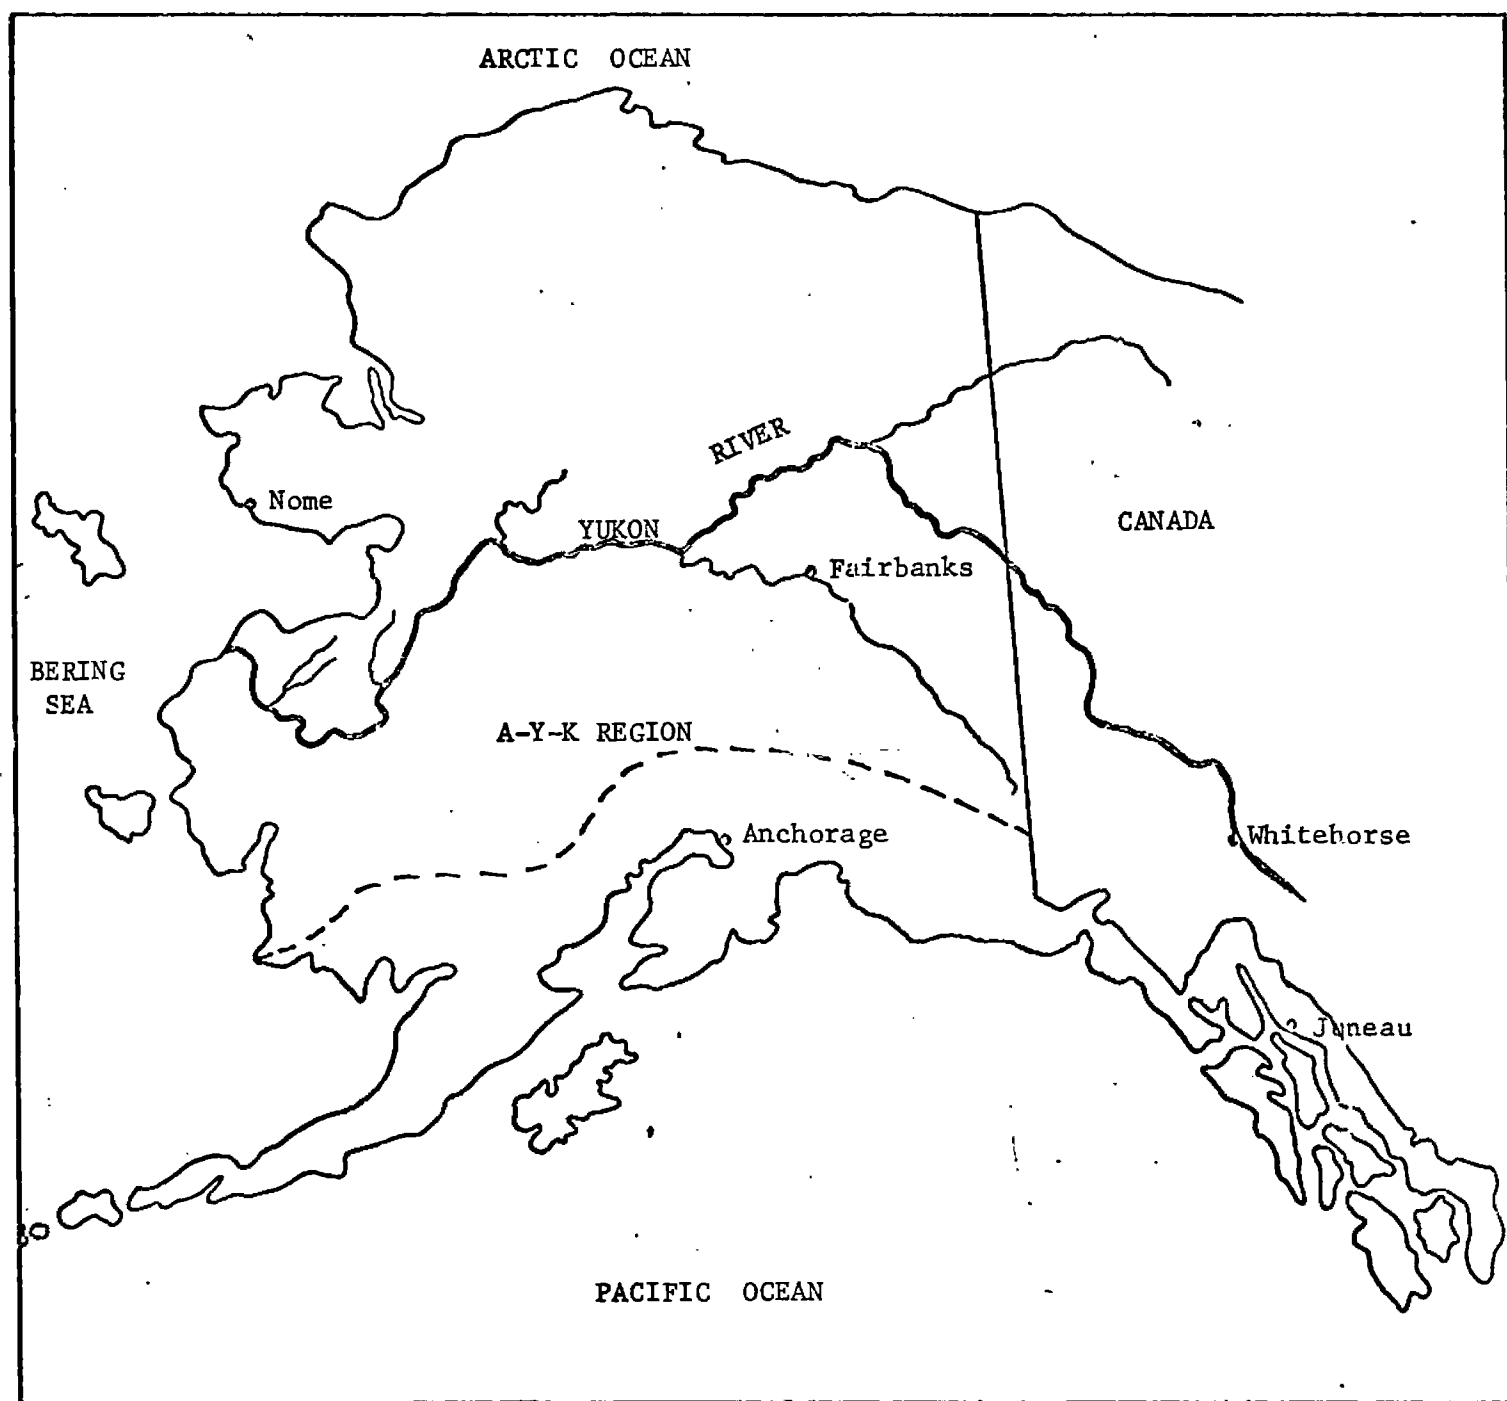 ARCTIC OCEAN
RIVER
Nome
YUKON
CANADA
Fairbanks
BERING
SEA
A-Y-K REGION
Anchorage
Whitehorse
Juneau
PACIFIC OCEAN